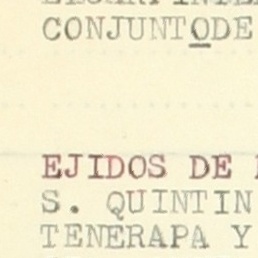 CONJUNTODE
EJIDOS DE
S. QUINTIN
TENERAPA Y